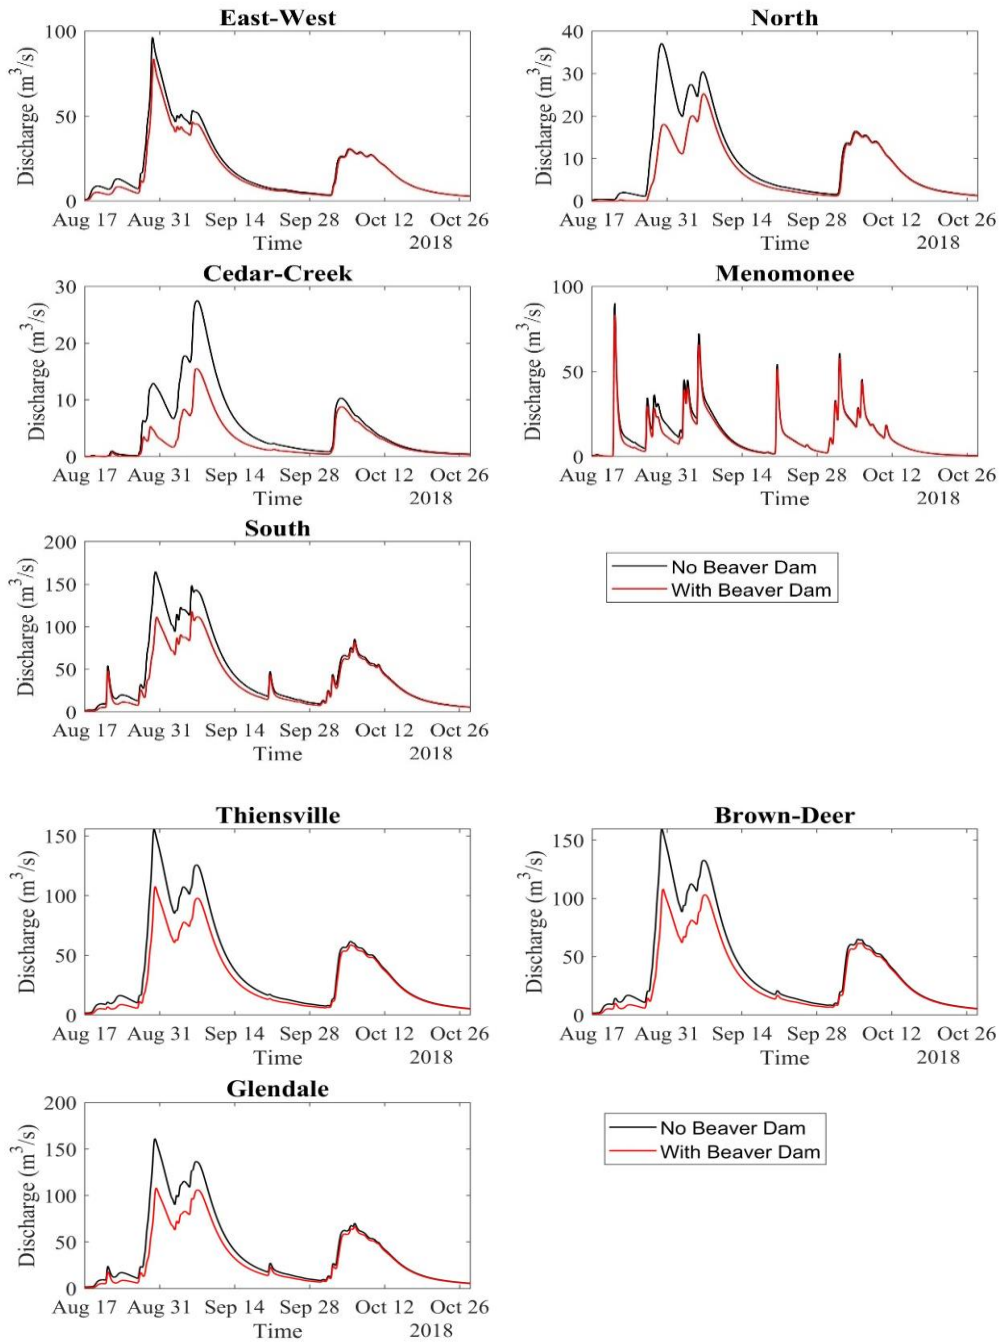 East-West
Discharge (m³/s)
100
50
0
Aug 17 Aug 31 Sep 14 Sep 28 Oct 12 Oct 26
Time 2018
North
Discharge (m³/s)
40
30
20
10
0
Aug 17 Aug 31 Sep 14 Sep 28 Oct 12 Oct 26
Time 2018
Cedar-Creek
Discharge (m³/s)
30
20
10
0
Aug 17 Aug 31 Sep 14 Sep 28 Oct 12 Oct 26
Time 2018
Menomonee
Discharge (m³/s)
100
50
0
Aug 17 Aug 31 Sep 14 Sep 28 Oct 12 Oct 26
Time 2018
South
Discharge (m³/s)
200
150
100
50
0
Aug 17 Aug 31 Sep 14 Sep 28 Oct 12 Oct 26
Time 2018
No Beaver Dam
With Beaver Dam
Thiensville
Discharge (m³/s)
150
100
50
0
Aug 17 Aug 31 Sep 14 Sep 28 Oct 12 Oct 26
Time 2018
Brown-Deer
Discharge (m³/s)
150
100
50
0
Aug 17 Aug 31 Sep 14 Sep 28 Oct 12 Oct 26
Time 2018
Glendale
Discharge (m³/s)
200
150
100
50
0
Aug 17 Aug 31 Sep 14 Sep 28 Oct 12 Oct 26
Time 2018
No Beaver Dam
With Beaver Dam